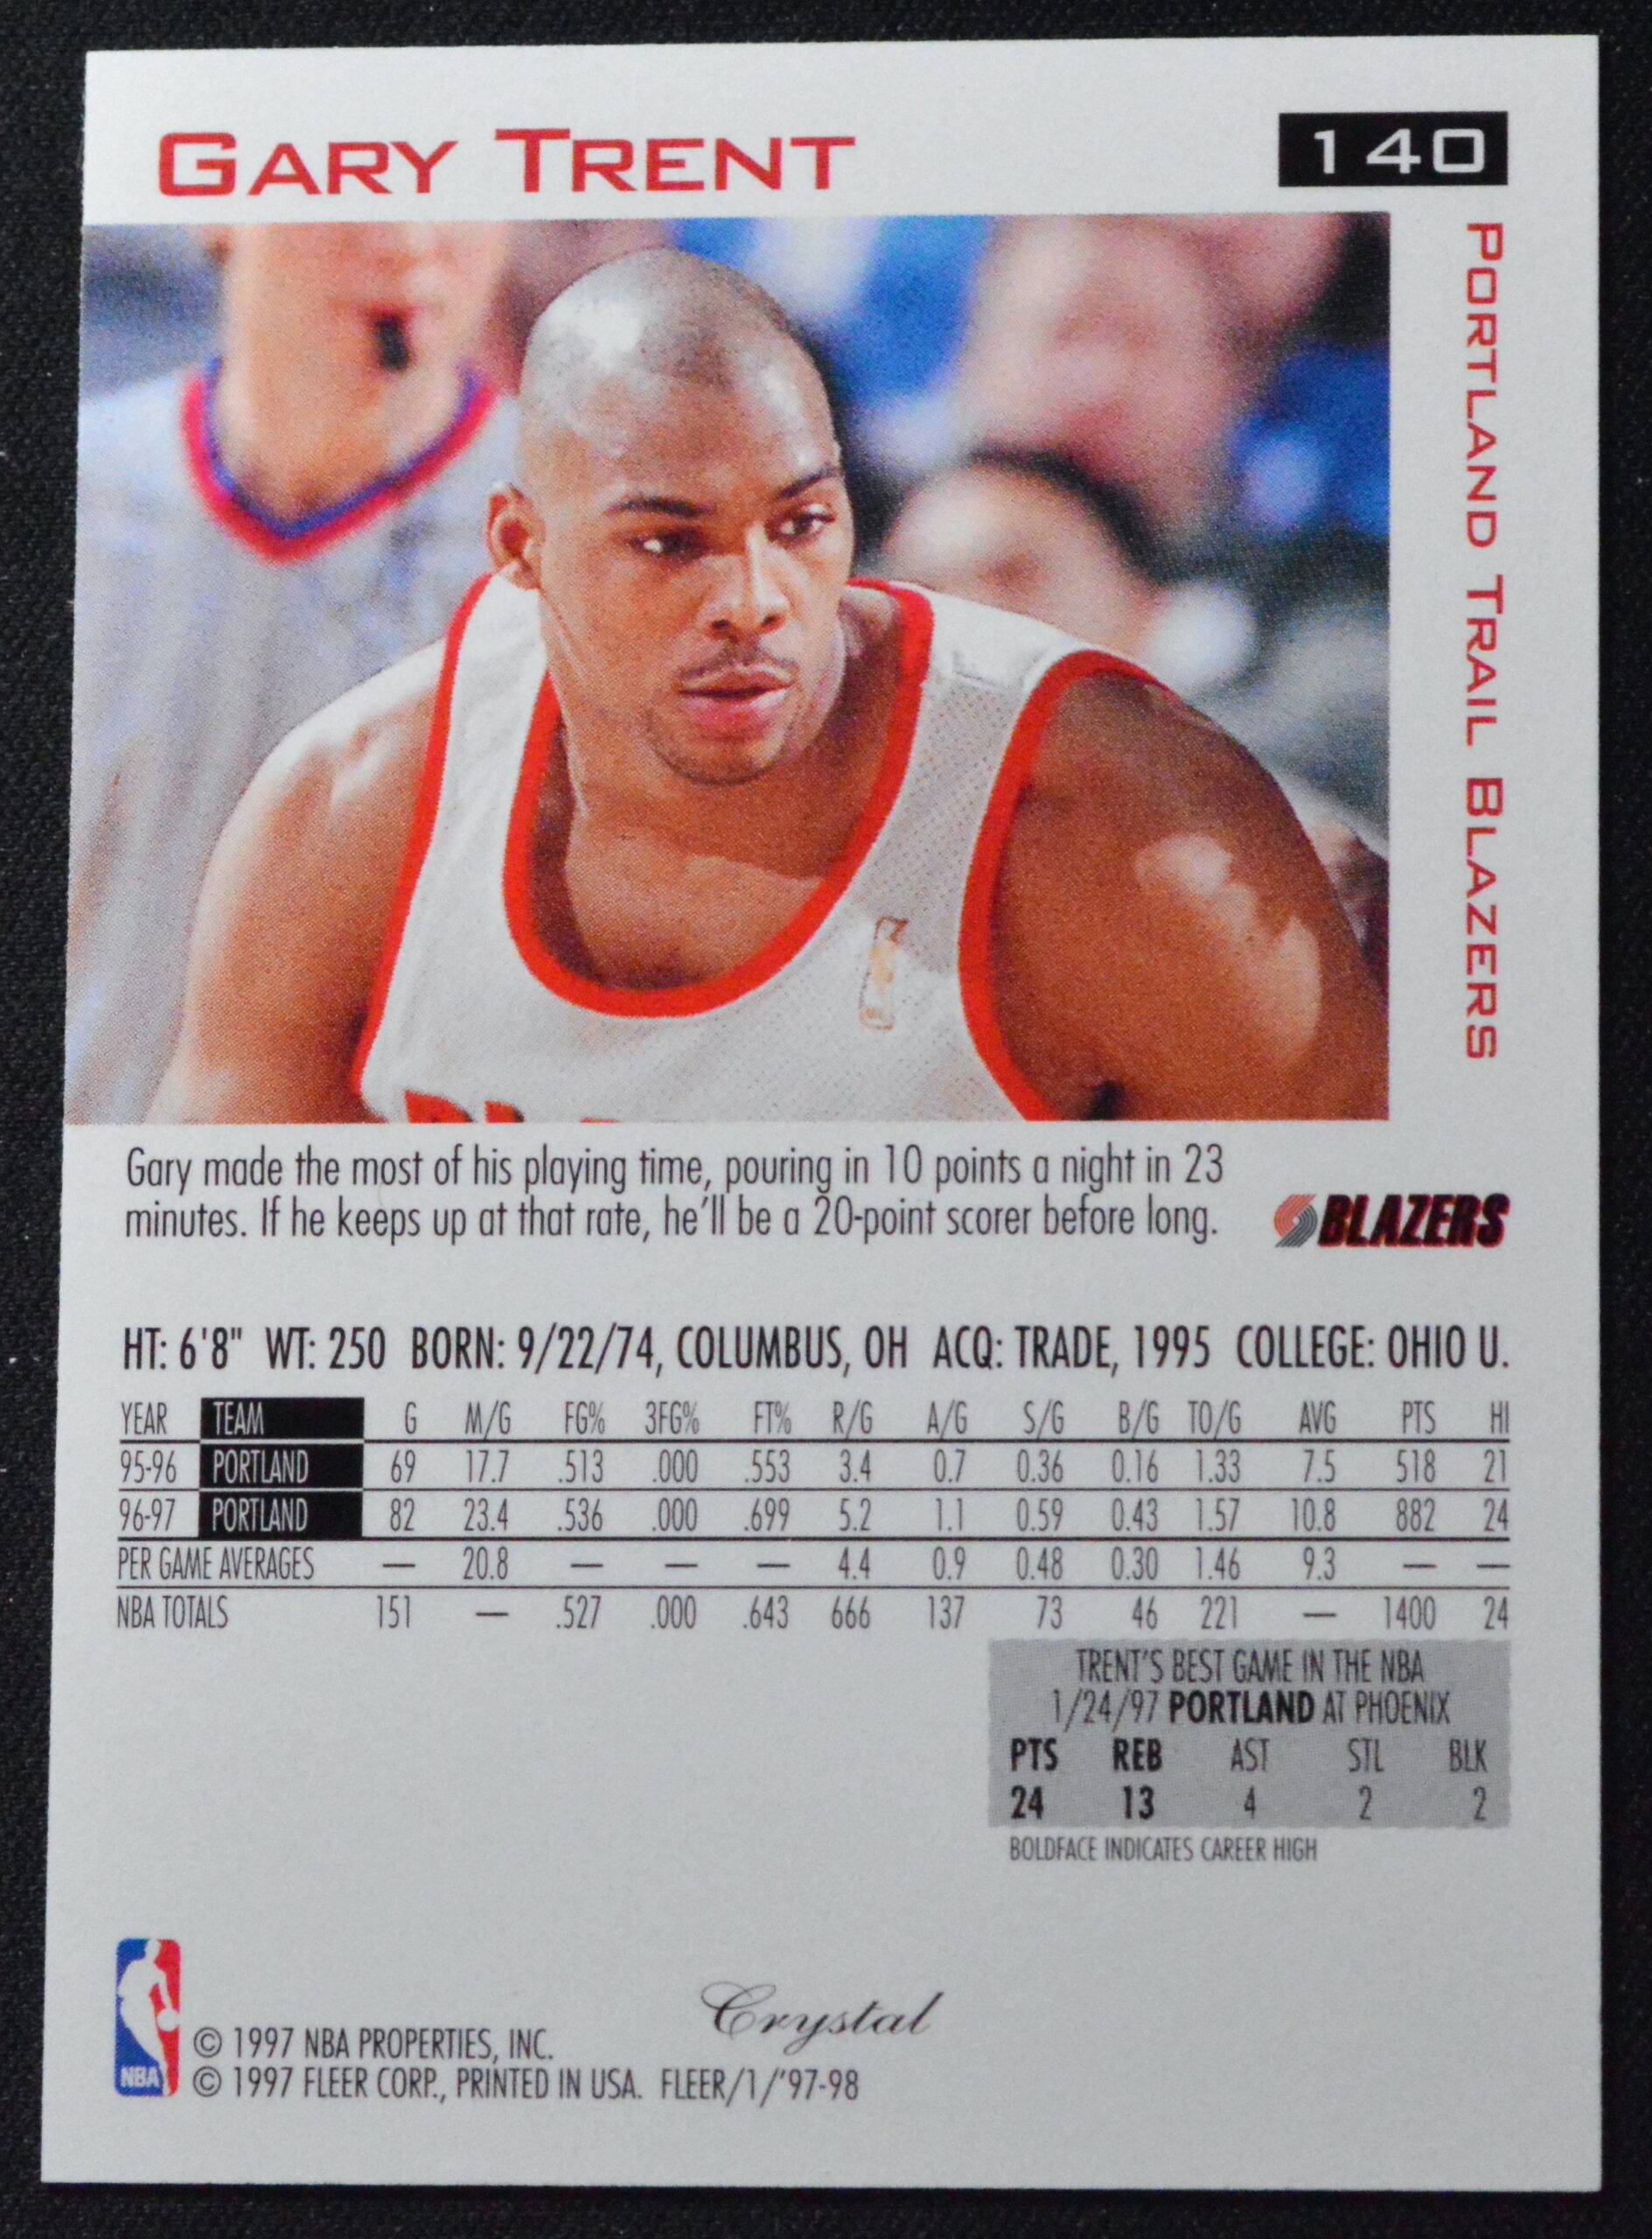 GARY TRENT
140
PORTLAND TRAIL BLAZERS
Gary made the most of his playing time, pouring in 10 points a night in 23
minutes. If he keeps up at that rate, he'll be a 20-point scorer before long.
BLAZERS
HT: 6'8" WT: 250 BORN: 9/22/74, COLUMBUS, OH ACQ: TRADE, 1995 COLLEGE: OHIO U.
YEAR TEAM G M/G FG% 3FG% FT% R/G A/G S/G B/G TO/G AVG PTS HI
95-96 PORTLAND 69 17.7 .513 .000 .553 3.4 0.7 0.36 0.16 1.33 7.5 518 21
96-97 PORTLAND 82 23.4 .536 .000 .699 5.2 1.1 0.59 0.43 1.57 10.8 882 24
PER GAME AVERAGES — 20.8 — — — 4.4 0.9 0.48 0.30 1.46 9.3 — —
NBA TOTALS 151 — .527 .000 .643 666 137 73 46 221 — 1400 24
TRENT'S BEST GAME IN THE NBA
1/24/97 PORTLAND AT PHOENIX
PTS REB AST STL BLK
24 13 4 2 2
BOLDFACE INDICATES CAREER HIGH
Crystal
NBA
© 1997 NBA PROPERTIES, INC.
© 1997 FLEER CORP., PRINTED IN USA. FLEER/1/'97-98